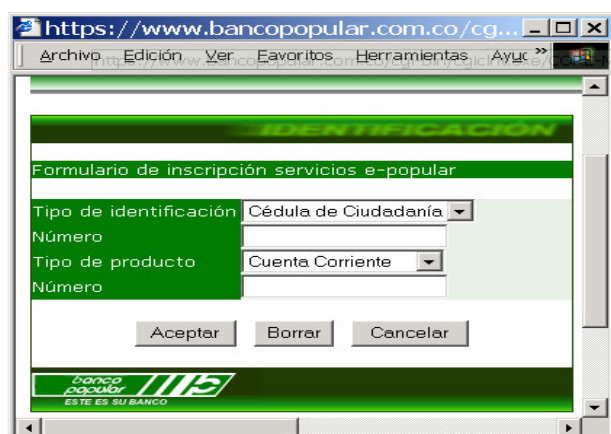 https://www.bancopopular.com.co/cg...
Archivo Edición Ver Favoritos Herramientas Ayuc »
IDENTIFICACIÓN
Formulario de inscripción servicios e-popular
Tipo de identificación Cédula de Ciudadanía
Número
Tipo de producto Cuenta Corriente
Número
Aceptar Borrar Cancelar
banco
popular
ESTE ES SU BANCO